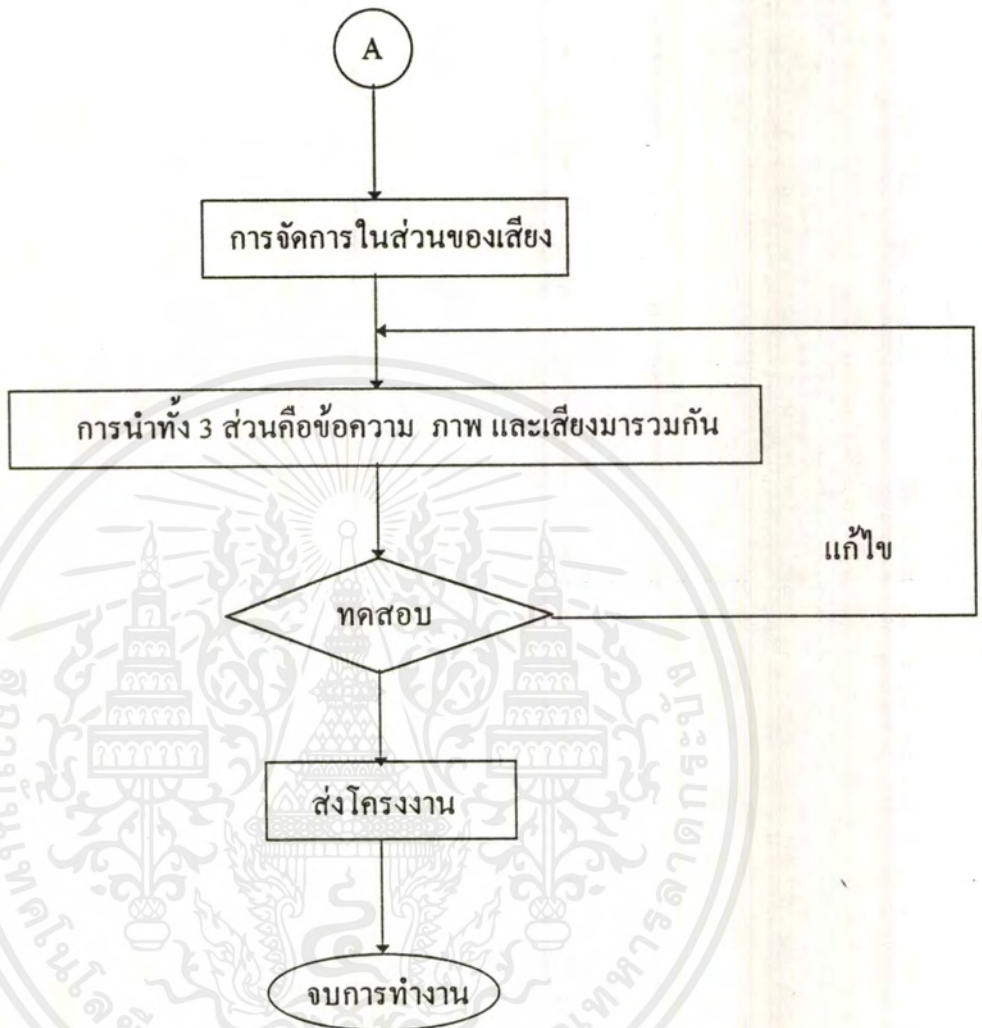 A
การจัดการในส่วนของเสียง
การนำทั้ง 3 ส่วนคือข้อความ ภาพ และเสียงมารวมกัน
แก้ไข
ทดสอบ
ส่งโครงงาน
จบการทำงาน